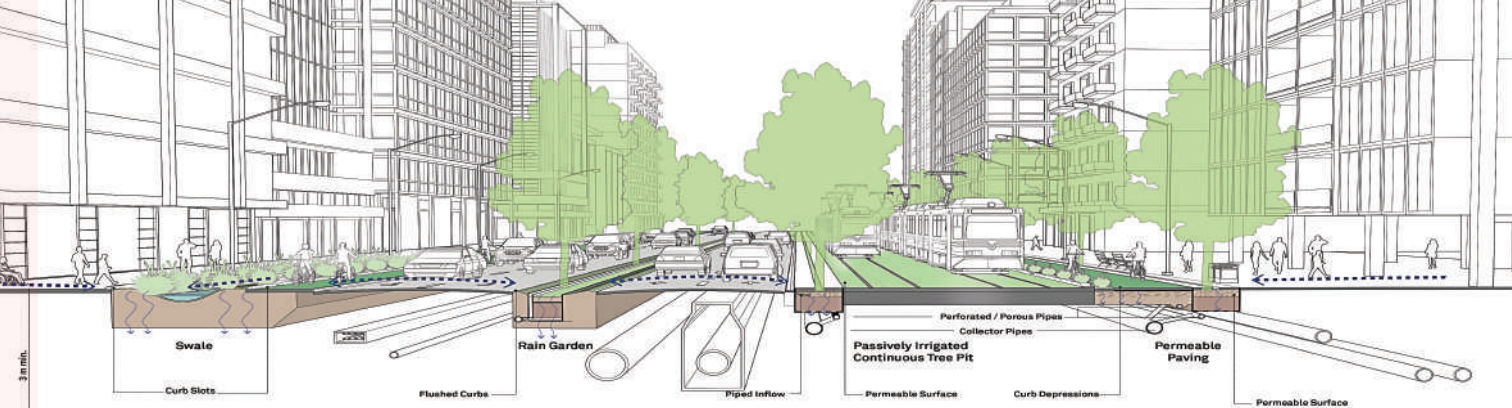 Perforated / Porous Pipes
Collector Pipes
Swale
Rain Garden
Passively Irrigated
Continuous Tree Pit
Permeable
Paving
3 m min.
Curb Slots
Flushed Curbs
Piped Inflow
Permeable Surface
Curb Depressions
Permeable Surface